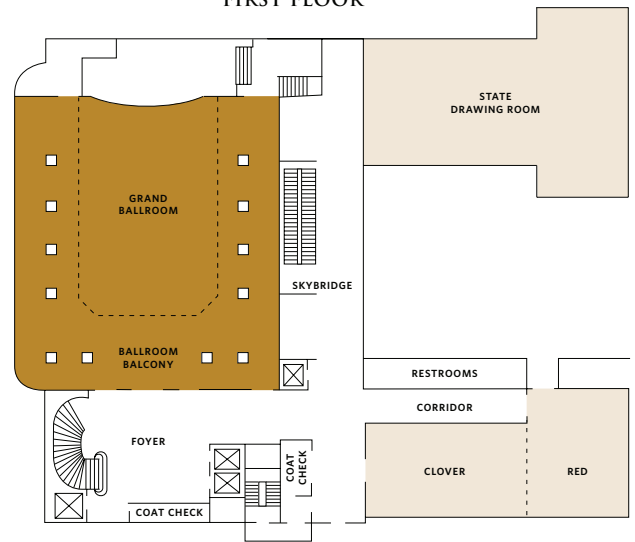 FIRST FLOOR
STATE
DRAWING ROOM
GRAND
BALLROOM
SKYBRIDGE
BALLROOM
BALCONY
RESTROOMS
CORRIDOR
FOYER
COAT
CHECK
CLOVER
RED
COAT CHECK